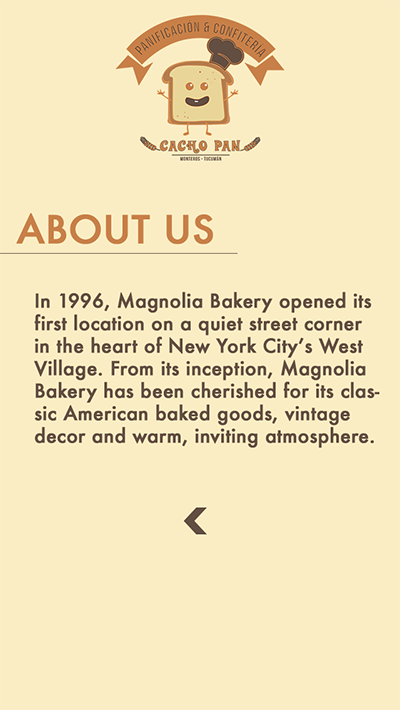 PANIFICACION & CONFITERIA
CACHO PAN
MONTEROS - TUCUMÁN
ABOUT US
In 1996, Magnolia Bakery opened its
first location on a quiet street corner
in the heart of New York City's West
Village. From its inception, Magnolia
Bakery has been cherished for its clas-
sic American baked goods, vintage
decor and warm, inviting atmosphere.